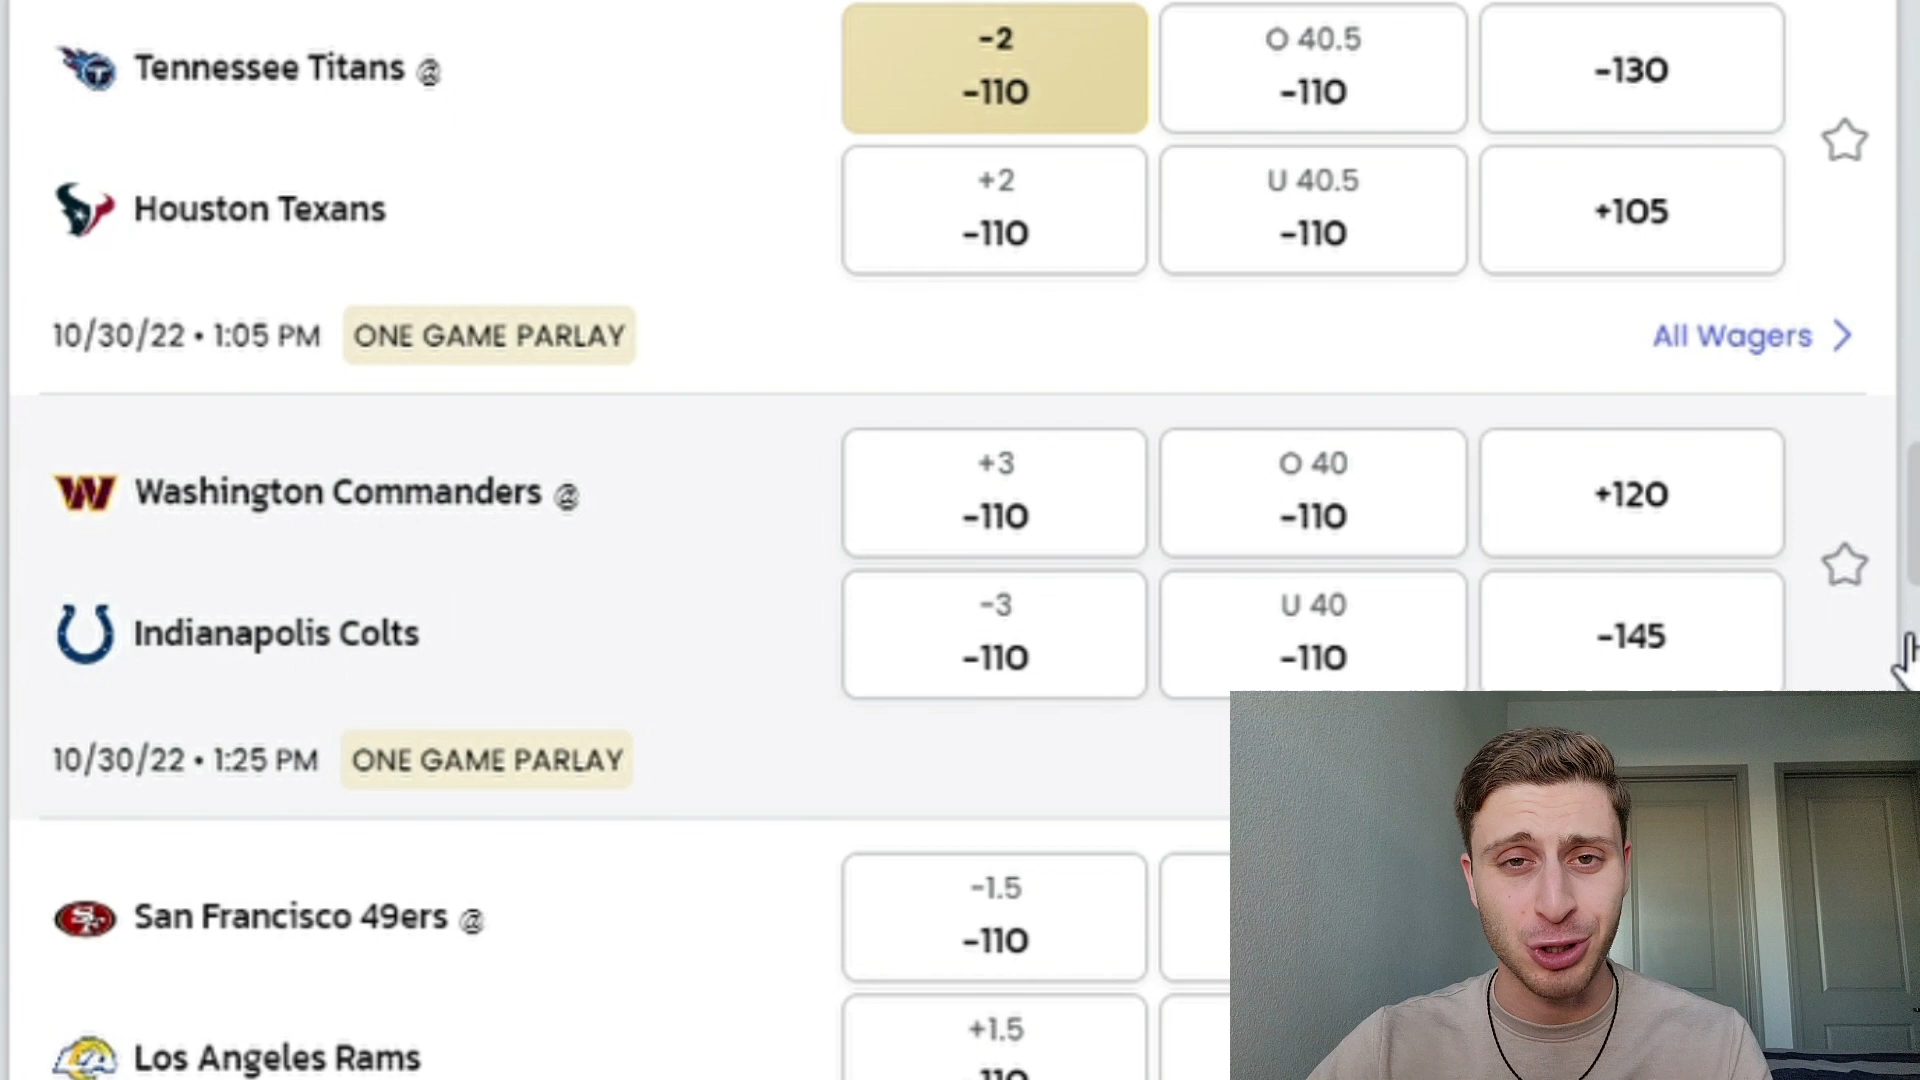 Tennessee Titans @
-2
-110
O 40.5
-110
-130
Houston Texans
+2
-110
U 40.5
-110
+105
10/30/22 • 1:05 PM ONE GAME PARLAY All Wagers
Washington Commanders @
+3
-110
O 40
-110
+120
Indianapolis Colts
-3
-110
U 40
-110
-145
10/30/22 • 1:25 PM ONE GAME PARLAY
San Francisco 49ers @
-1.5
-110
Los Angeles Rams
+1.5
-110